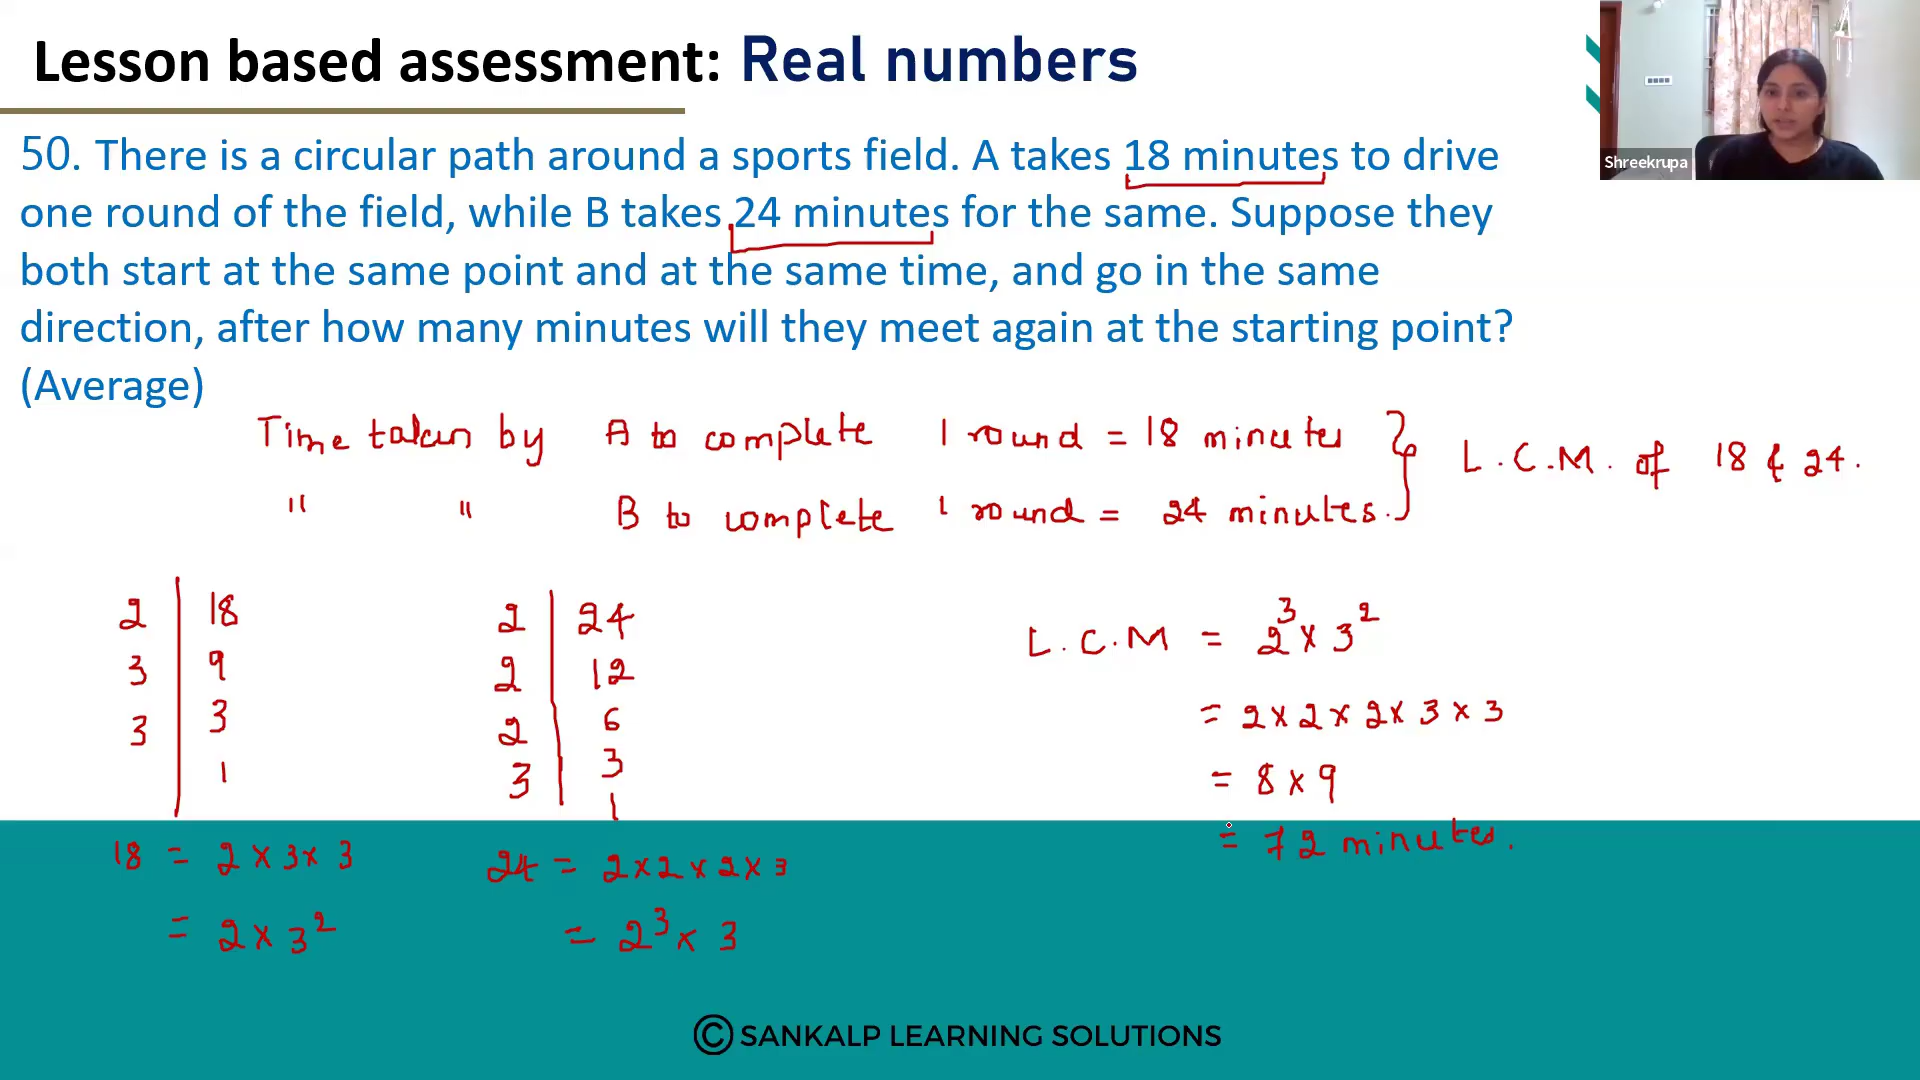 Lesson based assessment: Real numbers
Shreekrupa
50. There is a circular path around a sports field. A takes 18 minutes to drive
one round of the field, while B takes 24 minutes for the same. Suppose they
both start at the same point and at the same time, and go in the same
direction, after how many minutes will they meet again at the starting point?
(Average)
Time taken by A to complete 1 round = 18 minutes
" " B to complete 1 round = 24 minutes.
L.C.M. of 18 & 24.
2 | 18
3 | 9
3 | 3
1
18 = 2 × 3 × 3
= 2 × 3²
2 | 24
2 | 12
2 | 6
3 | 3
1
24 = 2 × 2 × 2 × 3
= 2³ × 3
L.C.M = 2³ × 3²
= 2 × 2 × 2 × 3 × 3
= 8 × 9
= 72 minutes.
© SANKALP LEARNING SOLUTIONS